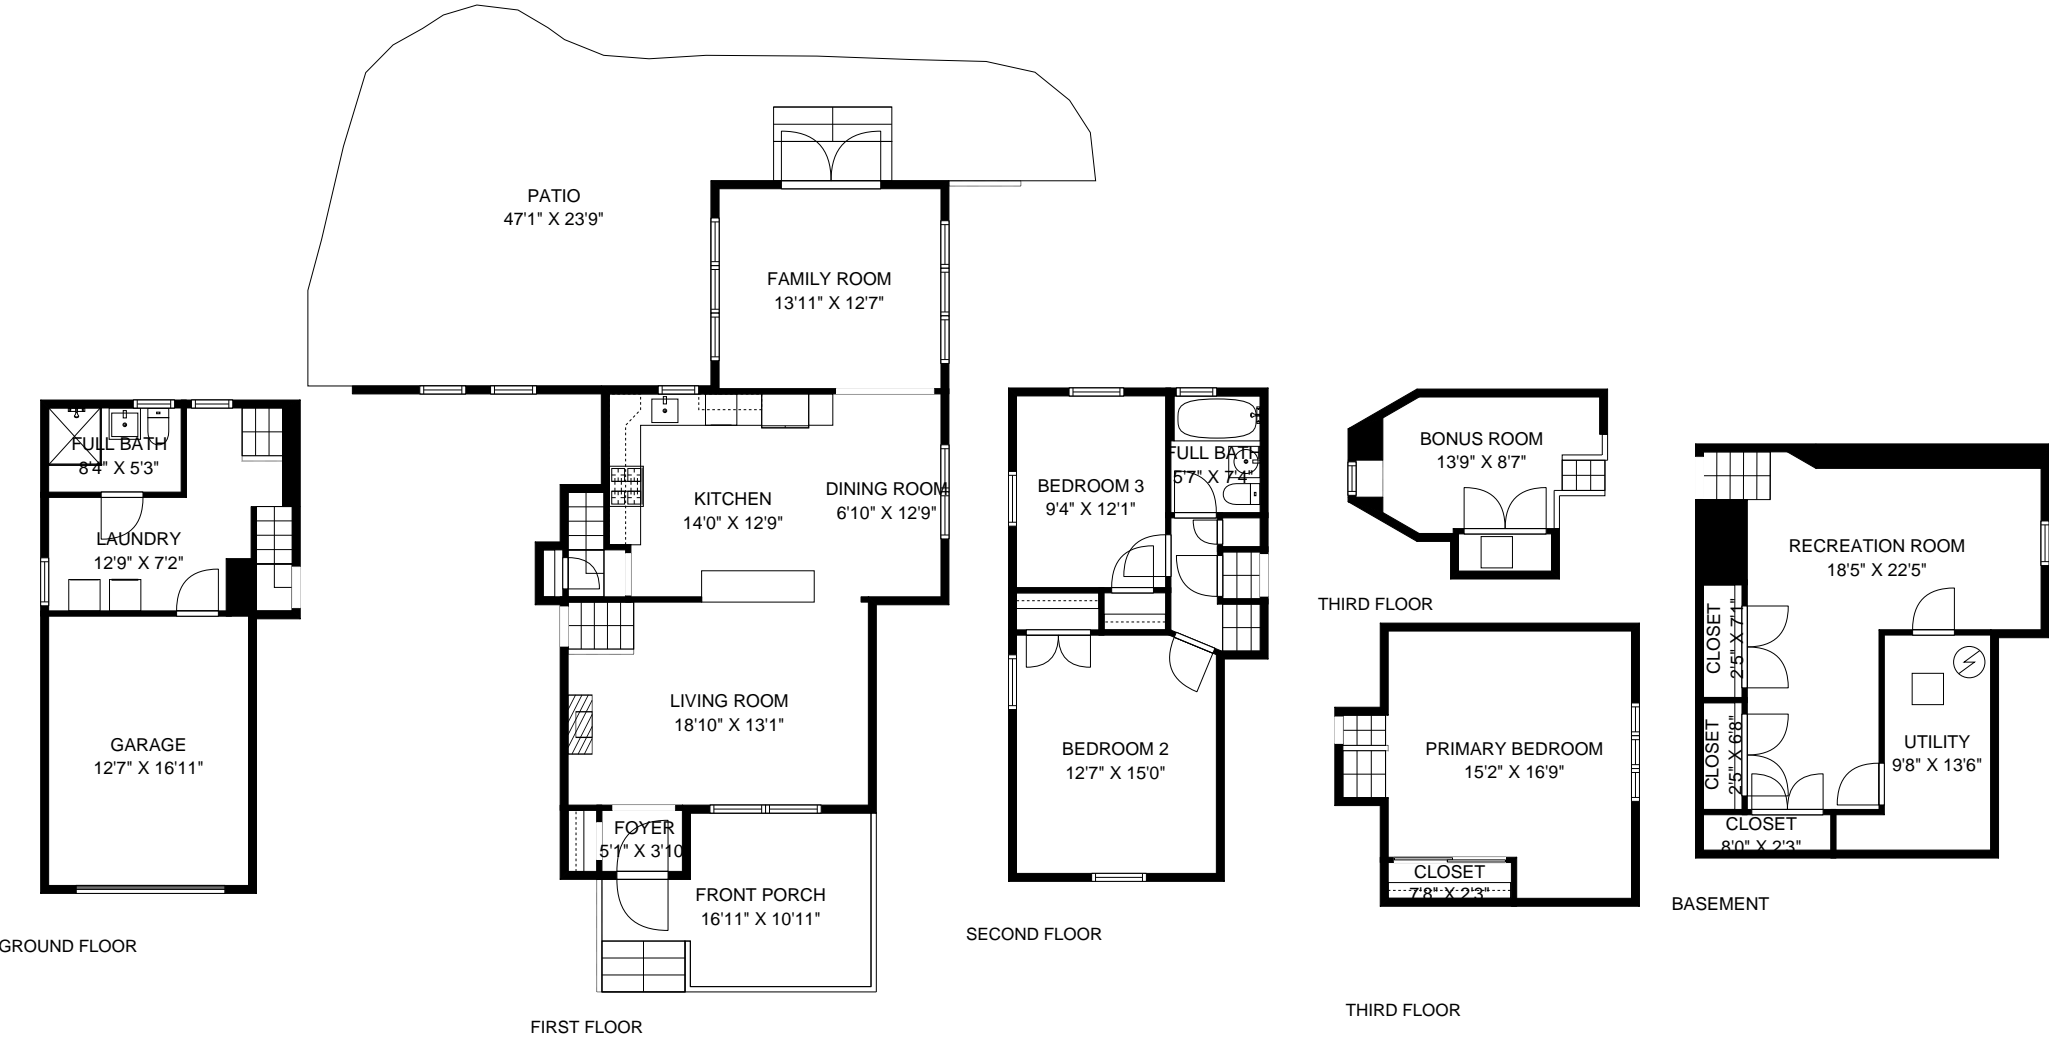 PATIO
47'1" X 23'9"
FAMILY ROOM
13'11" X 12'7"
FULL BATH
8'4" X 5'3"
LAUNDRY
12'9" X 7'2"
GARAGE
12'7" X 16'11"
GROUND FLOOR
KITCHEN
14'0" X 12'9"
DINING ROOM
6'10" X 12'9"
LIVING ROOM
18'10" X 13'1"
FOYER
5'1" X 3'10
FRONT PORCH
16'11" X 10'11"
FIRST FLOOR
BEDROOM 3
9'4" X 12'1"
FULL BATH
5'7" X 7'4"
BEDROOM 2
12'7" X 15'0"
SECOND FLOOR
BONUS ROOM
13'9" X 8'7"
THIRD FLOOR
PRIMARY BEDROOM
15'2" X 16'9"
CLOSET
7'8" X 2'3"
THIRD FLOOR
RECREATION ROOM
18'5" X 22'5"
CLOSET
2'5" X 7'1"
CLOSET
2'5" X 6'8"
UTILITY
9'8" X 13'6"
CLOSET
8'0" X 2'3"
BASEMENT